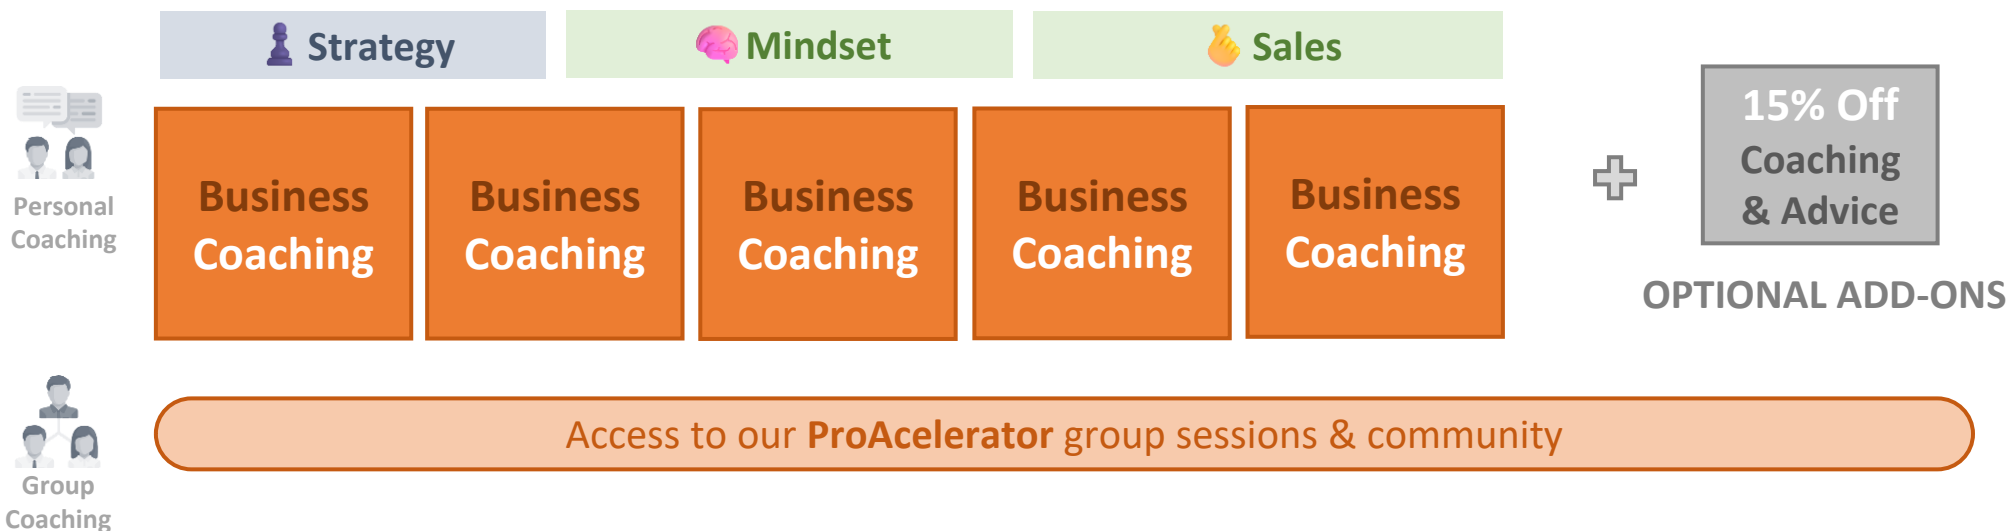 Strategy
Mindset
Sales
Personal
Coaching
Business
Coaching
Business
Coaching
Business
Coaching
Business
Coaching
Business
Coaching
15% Off
Coaching
& Advice
OPTIONAL ADD-ONS
Access to our ProAcelerator group sessions & community
Group
Coaching